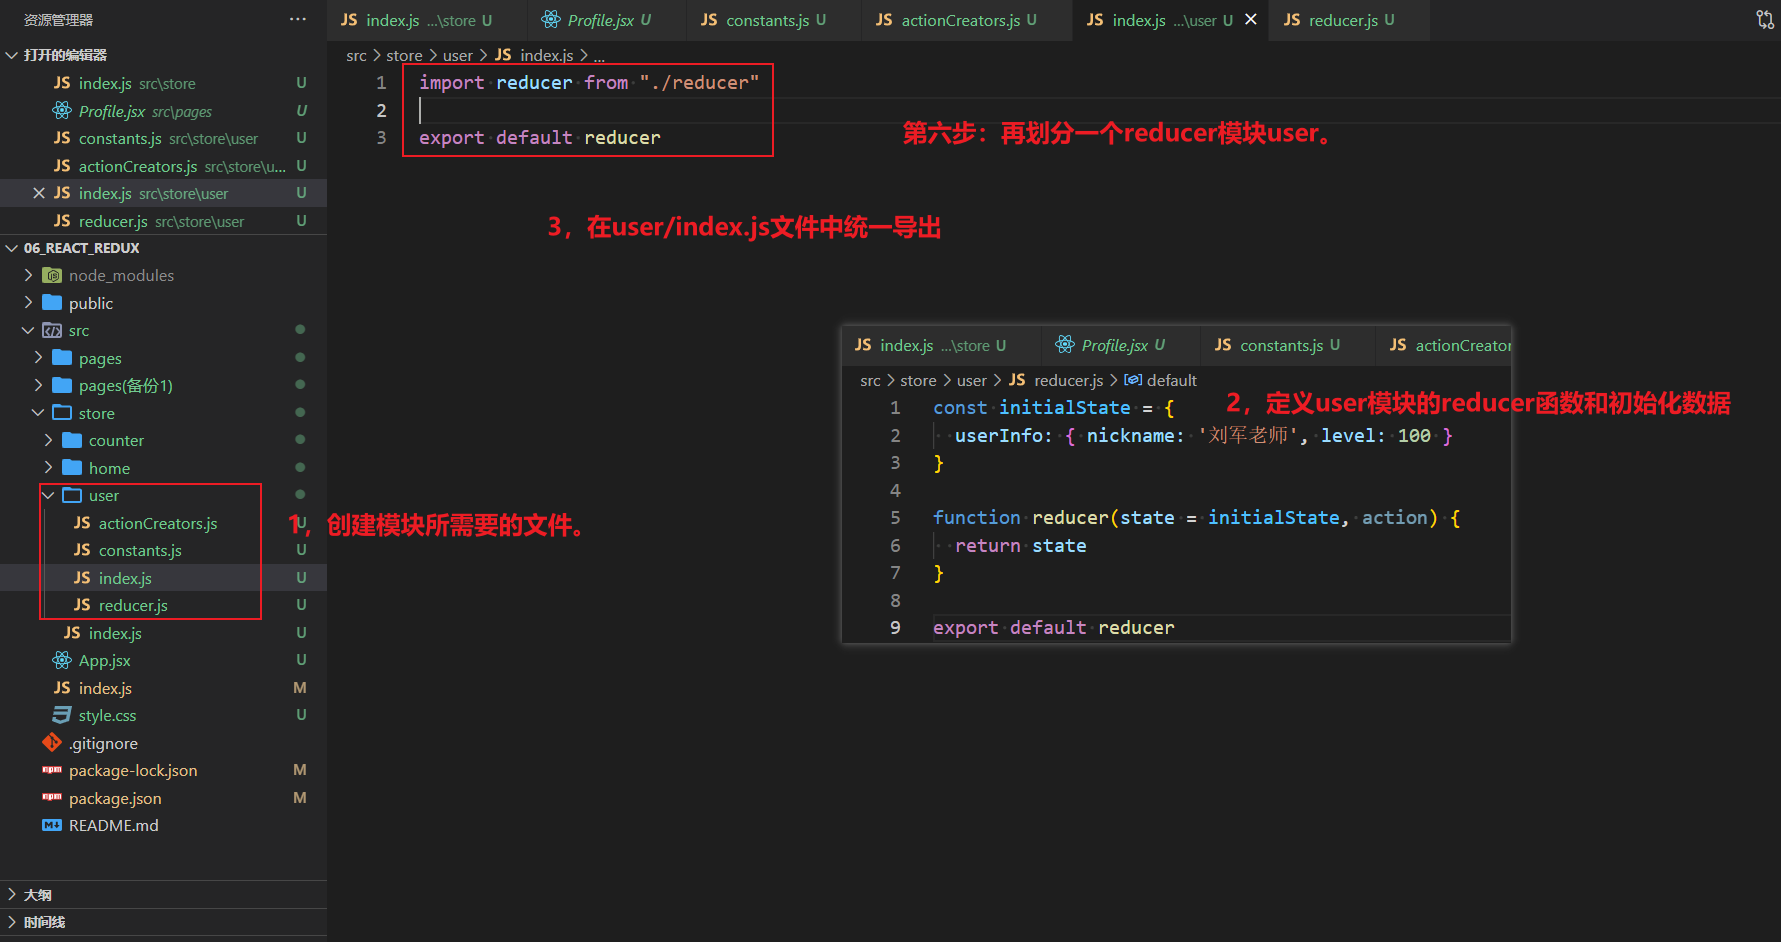 资源管理器 ···
打开的编辑器
JS index.js src\store U
Profile.jsx src\pages U
JS constants.js src\store\user U
JS actionCreators.js src\store\u... U
JS index.js src\store\user U
JS reducer.js src\store\user U
06_REACT_REDUX
node_modules
public
src
pages
pages(备份1)
store
counter
home
user
JS actionCreators.js U
JS constants.js U
JS index.js U
JS reducer.js U
JS index.js U
App.jsx U
JS index.js M
style.css U
.gitignore
npm package-lock.json M
npm package.json M
README.md
大纲
时间线
JS index.js ...\store U
Profile.jsx U
JS constants.js U
JS actionCreators.js U
JS index.js ...\user U
JS reducer.js U
src > store > user > JS index.js > ...
1 import reducer from "./reducer"
2
3 export default reducer
第六步：再划分一个reducer模块user。
3，在user/index.js文件中统一导出
1，创建模块所需要的文件。
JS index.js ...\store U
Profile.jsx U
JS constants.js U
JS actionCreator
src > store > user > JS reducer.js > default
2，定义user模块的reducer函数和初始化数据
1 const initialState = {
2 userInfo: { nickname: '刘军老师', level: 100 }
3 }
4
5 function reducer(state = initialState, action) {
6 return state
7 }
8
9 export default reducer